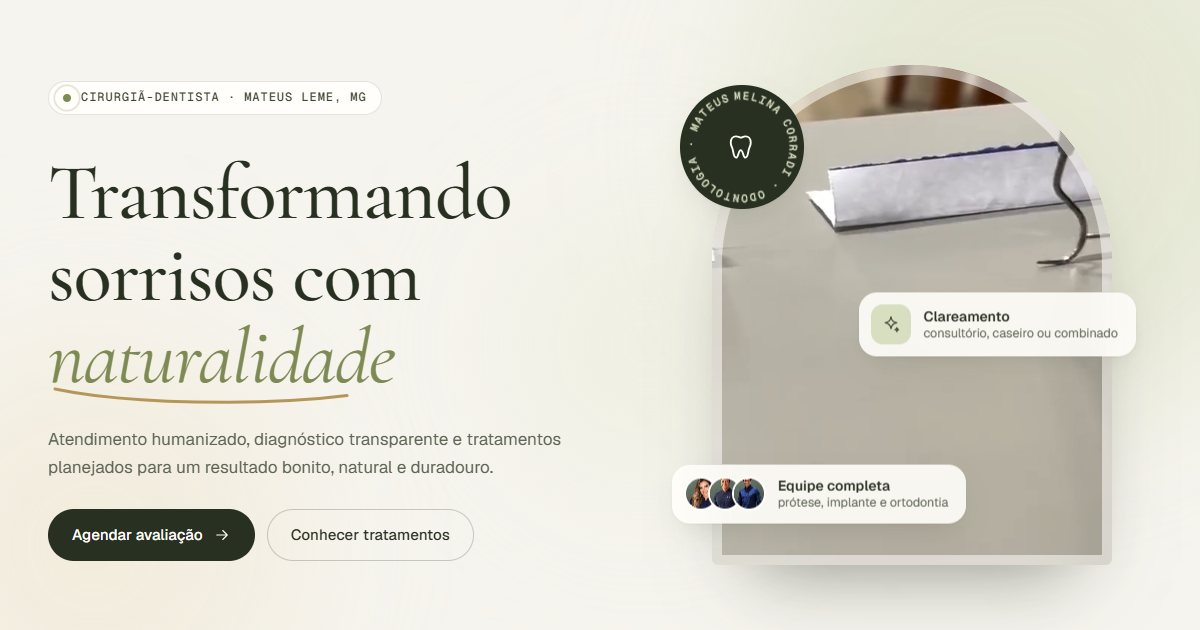 CIRURGIÃ-DENTISTA · MATEUS LEME, MG
Transformando
sorrisos com
naturalidade
Atendimento humanizado, diagnóstico transparente e tratamentos
planejados para um resultado bonito, natural e duradouro.
Agendar avaliação →
Conhecer tratamentos
MELINA CORRADI · ODONTOLOGIA · MATEUS
Clareamento
consultório, caseiro ou combinado
Equipe completa
prótese, implante e ortodontia